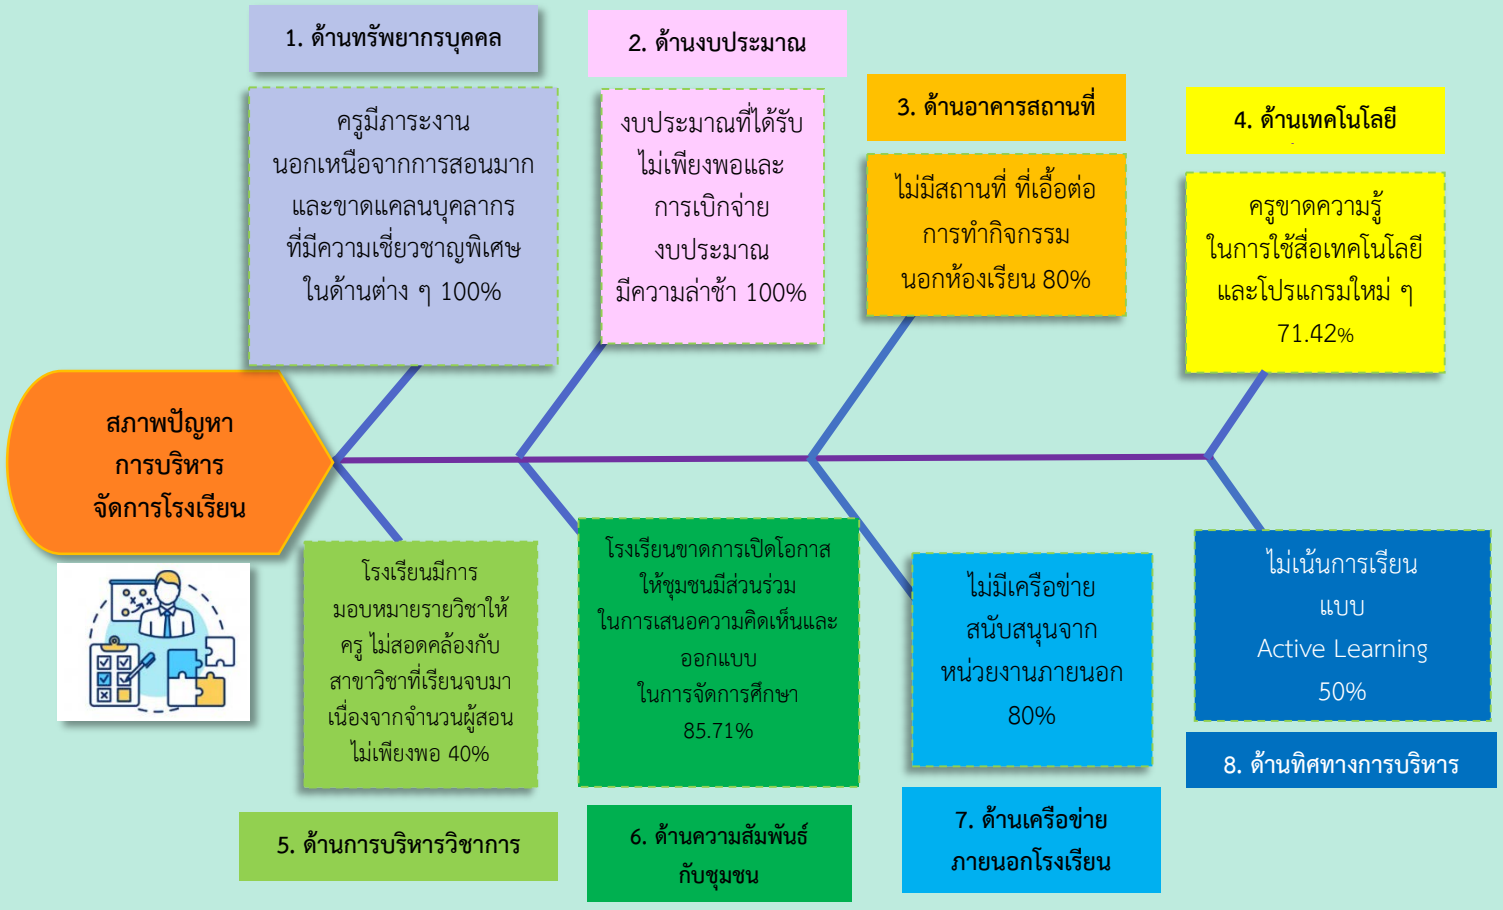 1. ด้านทรัพยากรบุคคล
ครูมีภาระงาน
นอกเหนือจากการสอนมาก
และขาดแคลนบุคลากร
ที่มีความเชี่ยวชาญพิเศษ
ในด้านต่าง ๆ 100%
2. ด้านงบประมาณ
งบประมาณที่ได้รับ
ไม่เพียงพอและ
การเบิกจ่าย
งบประมาณ
มีความล่าช้า 100%
3. ด้านอาคารสถานที่
ไม่มีสถานที่ ที่เอื้อต่อ
การทำกิจกรรม
นอกห้องเรียน 80%
4. ด้านเทคโนโลยี
ครูขาดความรู้
ในการใช้สื่อเทคโนโลยี
และโปรแกรมใหม่ ๆ
71.42%
สภาพปัญหา
การบริหาร
จัดการโรงเรียน
โรงเรียนมีการ
มอบหมายรายวิชาให้
ครู ไม่สอดคล้องกับ
สาขาวิชาที่เรียนจบมา
เนื่องจากจำนวนผู้สอน
ไม่เพียงพอ 40%
5. ด้านการบริหารวิชาการ
โรงเรียนขาดการเปิดโอกาส
ให้ชุมชนมีส่วนร่วม
ในการเสนอความคิดเห็นและ
ออกแบบ
ในการจัดการศึกษา
85.71%
6. ด้านความสัมพันธ์
กับชุมชน
ไม่มีเครือข่าย
สนับสนุนจาก
หน่วยงานภายนอก
80%
7. ด้านเครือข่าย
ภายนอกโรงเรียน
ไม่เน้นการเรียน
แบบ
Active Learning
50%
8. ด้านทิศทางการบริหาร